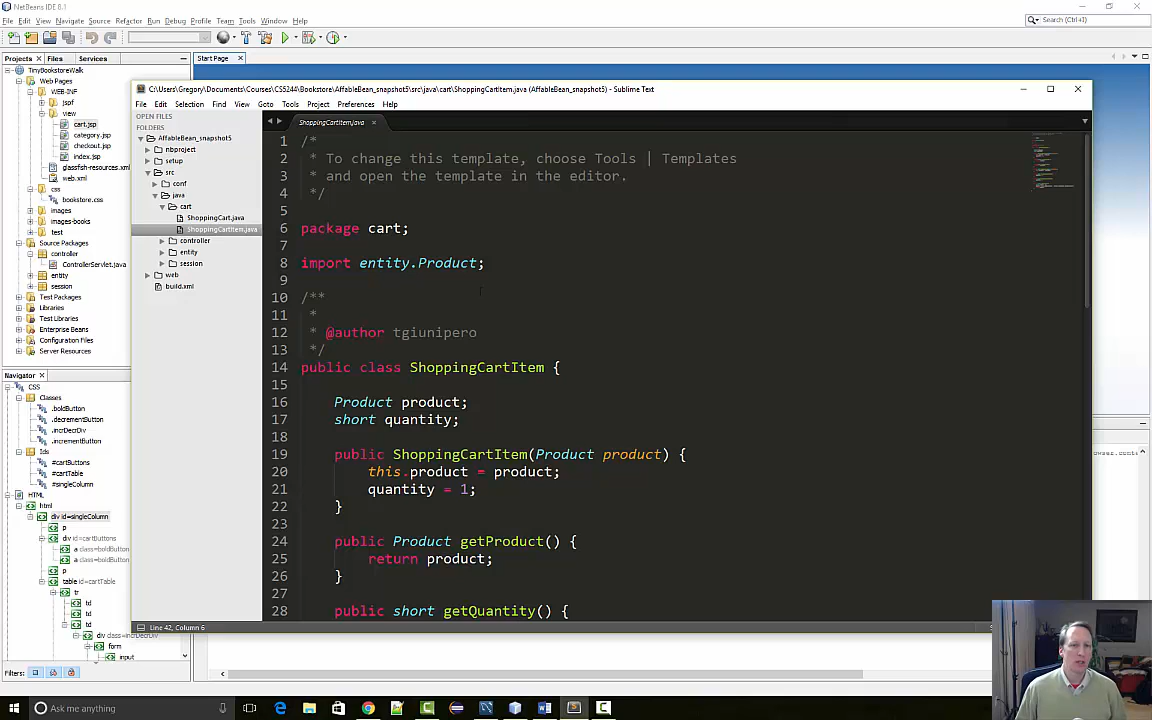 NetBeans IDE 8.1
File Edit View Navigate Source Refactor Run Debug Profile Team Tools Window Help
Search (Ctrl+I)
Projects Files Services
Start Page
TinyBookstoreWalk
Web Pages
WEB-INF
jspf
view
cart.jsp
category.jsp
checkout.jsp
index.jsp
glassfish-resources.xml
web.xml
css
bookstore.css
images
images-books
test
Source Packages
controller
ControllerServlet.java
entity
session
Test Packages
Libraries
Test Libraries
Enterprise Beans
Configuration Files
Server Resources
Navigator
CSS
Classes
.boldButton
.decrementButton
.incrDecrDiv
.incrementButton
Ids
#cartButtons
#cartTable
#singleColumn
HTML
html
div id=singleColumn
p
div id=cartButtons
a class=boldButton
a class=boldButton
p
table id=cartTable
tr
td
td
td
div class=incrDecrDiv
form
input
Filters:
C:\Users\Gregory\Documents\Courses\CS5244\Bookstore\AffableBean_snapshot5\src\java\cart\ShoppingCartItem.java (AffableBean_snapshot5) - Sublime Text
File Edit Selection Find View Goto Tools Project Preferences Help
OPEN FILES
FOLDERS
AffableBean_snapshot5
nbproject
setup
src
conf
java
cart
ShoppingCart.java
ShoppingCartItem.java
controller
entity
session
web
build.xml
ShoppingCartItem.java
1 /*
2 * To change this template, choose Tools | Templates
3 * and open the template in the editor.
4 */
5
6 package cart;
7
8 import entity.Product;
9
10 /**
11 *
12 * @author tgiunipero
13 */
14 public class ShoppingCartItem {
15
16 Product product;
17 short quantity;
18
19 public ShoppingCartItem(Product product) {
20 this.product = product;
21 quantity = 1;
22 }
23
24 public Product getProduct() {
25 return product;
26 }
27
28 public short getQuantity() {
Line 42, Column 6
Ask me anything